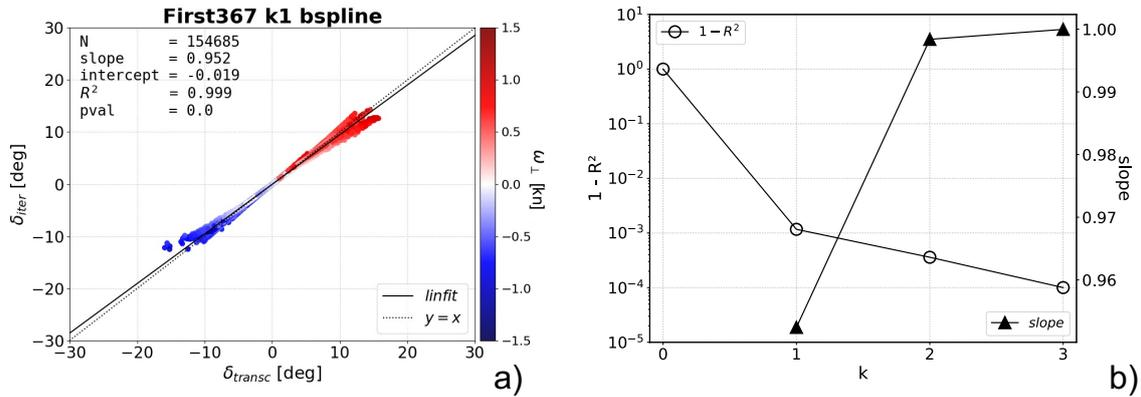 First367 k1 bspline
N = 154685
slope = 0.952
intercept = -0.019
R² = 0.999
pval = 0.0
30
20
10
0
−10
−20
−30
δiter [deg]
−30 −20 −10 0 10 20 30
δtransc [deg]
linfit
y = x
1.5
1.0
0.5
0.0
−0.5
−1.0
−1.5
ω⊥ [kn]
a)
10¹
10⁰
10⁻¹
10⁻²
10⁻³
10⁻⁴
10⁻⁵
1 - R²
1 − R²
0 1 2 3
k
slope
1.00
0.99
0.98
0.97
0.96
slope
b)